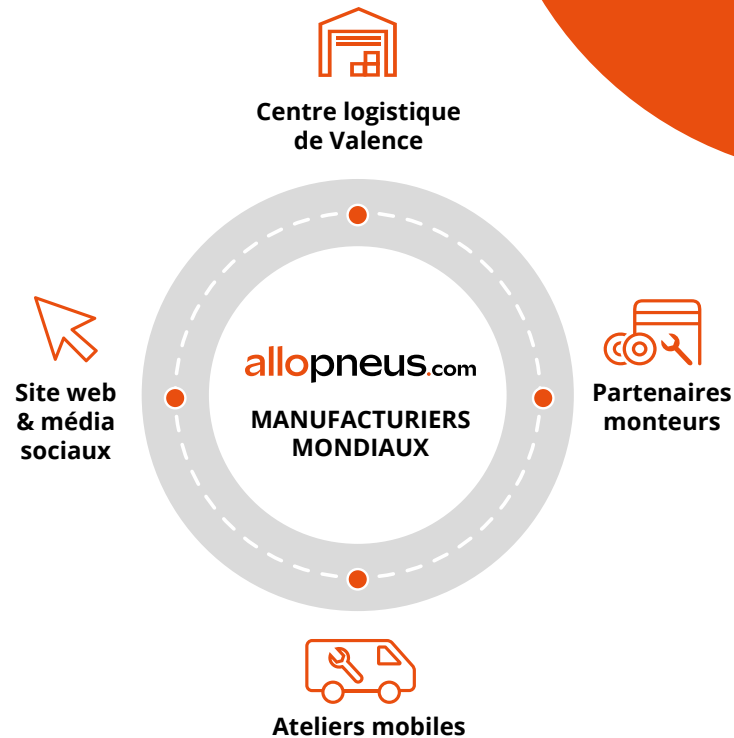 Centre logistique
de Valence
Site web
& média
sociaux
allopneus.com
MANUFACTURIERS
MONDIAUX
Partenaires
monteurs
Ateliers mobiles